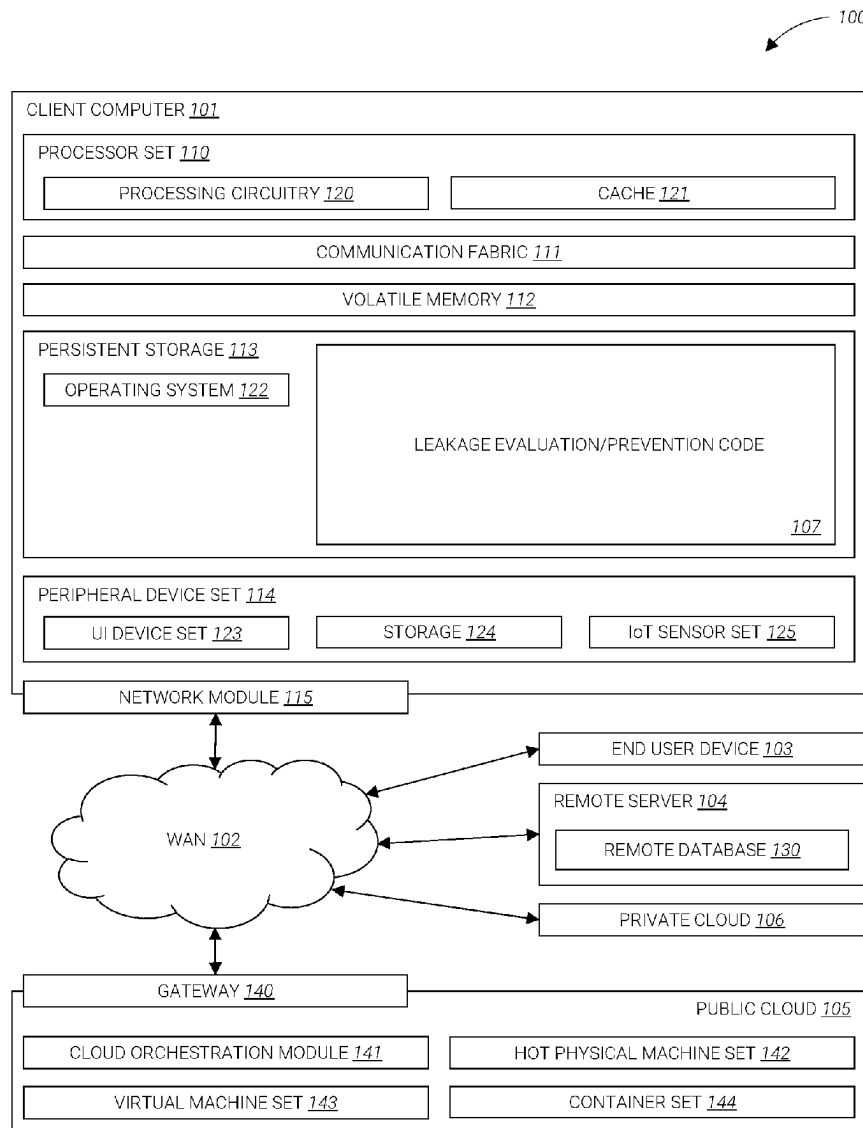 100
CLIENT COMPUTER 101
PROCESSOR SET 110
PROCESSING CIRCUITRY 120
CACHE 121
COMMUNICATION FABRIC 111
VOLATILE MEMORY 112
PERSISTENT STORAGE 113
OPERATING SYSTEM 122
LEAKAGE EVALUATION/PREVENTION CODE
107
PERIPHERAL DEVICE SET 114
UI DEVICE SET 123
STORAGE 124
IoT SENSOR SET 125
NETWORK MODULE 115
WAN 102
END USER DEVICE 103
REMOTE SERVER 104
REMOTE DATABASE 130
PRIVATE CLOUD 106
GATEWAY 140
PUBLIC CLOUD 105
CLOUD ORCHESTRATION MODULE 141
HOT PHYSICAL MACHINE SET 142
VIRTUAL MACHINE SET 143
CONTAINER SET 144